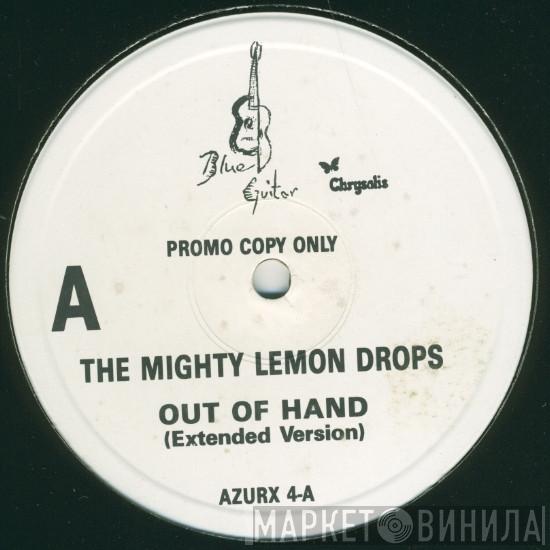 Blue
Guitar
Chrysalis
PROMO COPY ONLY
A
THE MIGHTY LEMON DROPS
OUT OF HAND
(Extended Version)
AZURX 4-A
МАРКЕТ ВИНИЛА